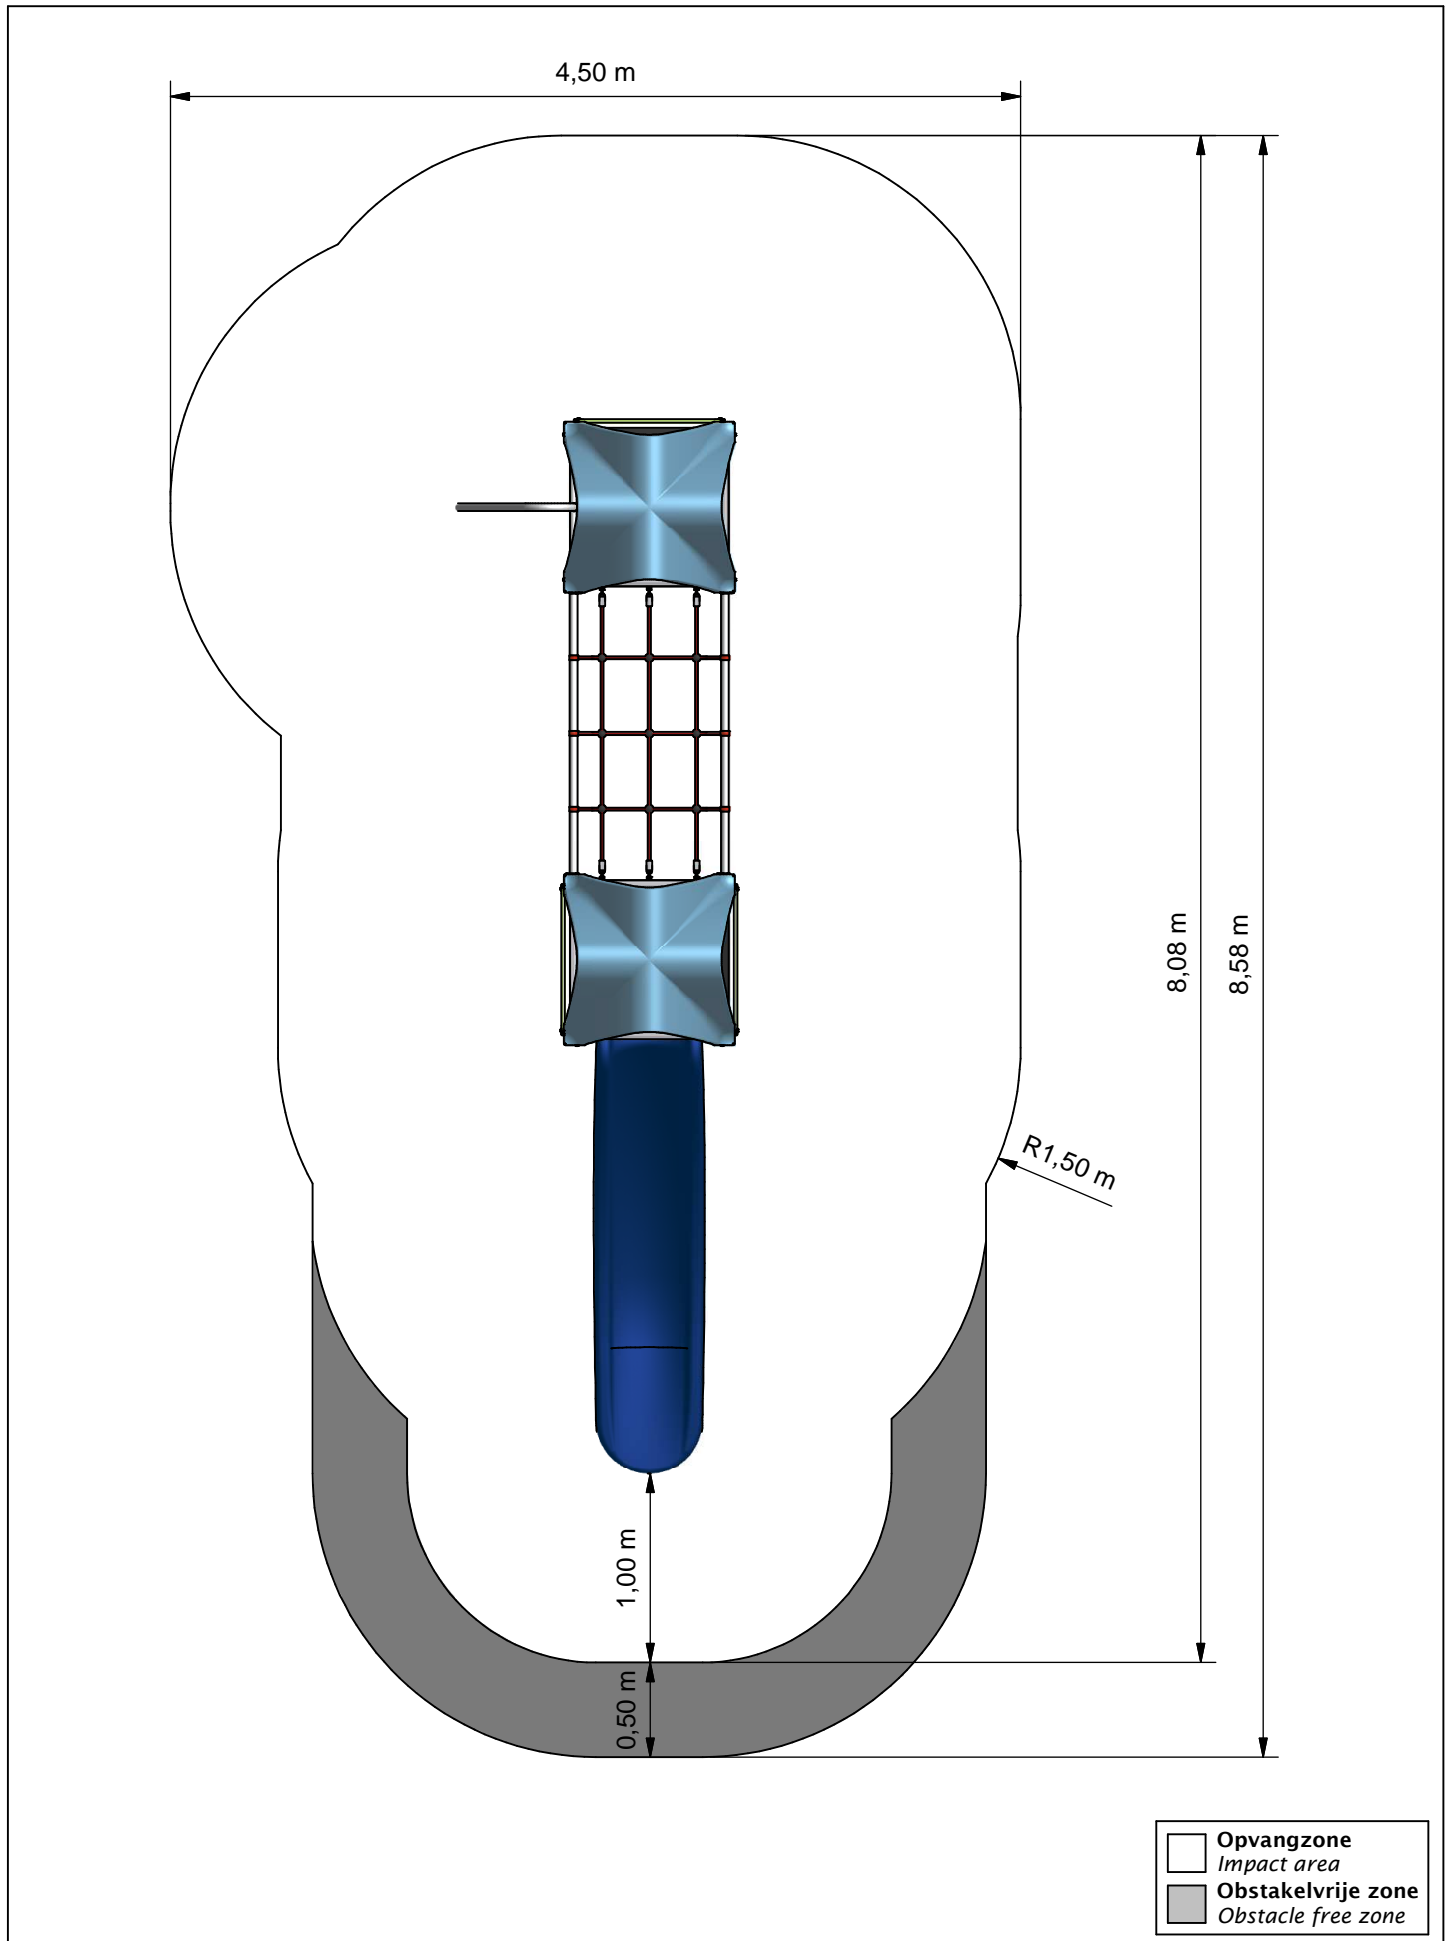 4,50 m
8,08 m
8,58 m
R1,50 m
1,00 m
0,50 m
Opvangzone
Impact area
Obstakelvrije zone
Obstacle free zone